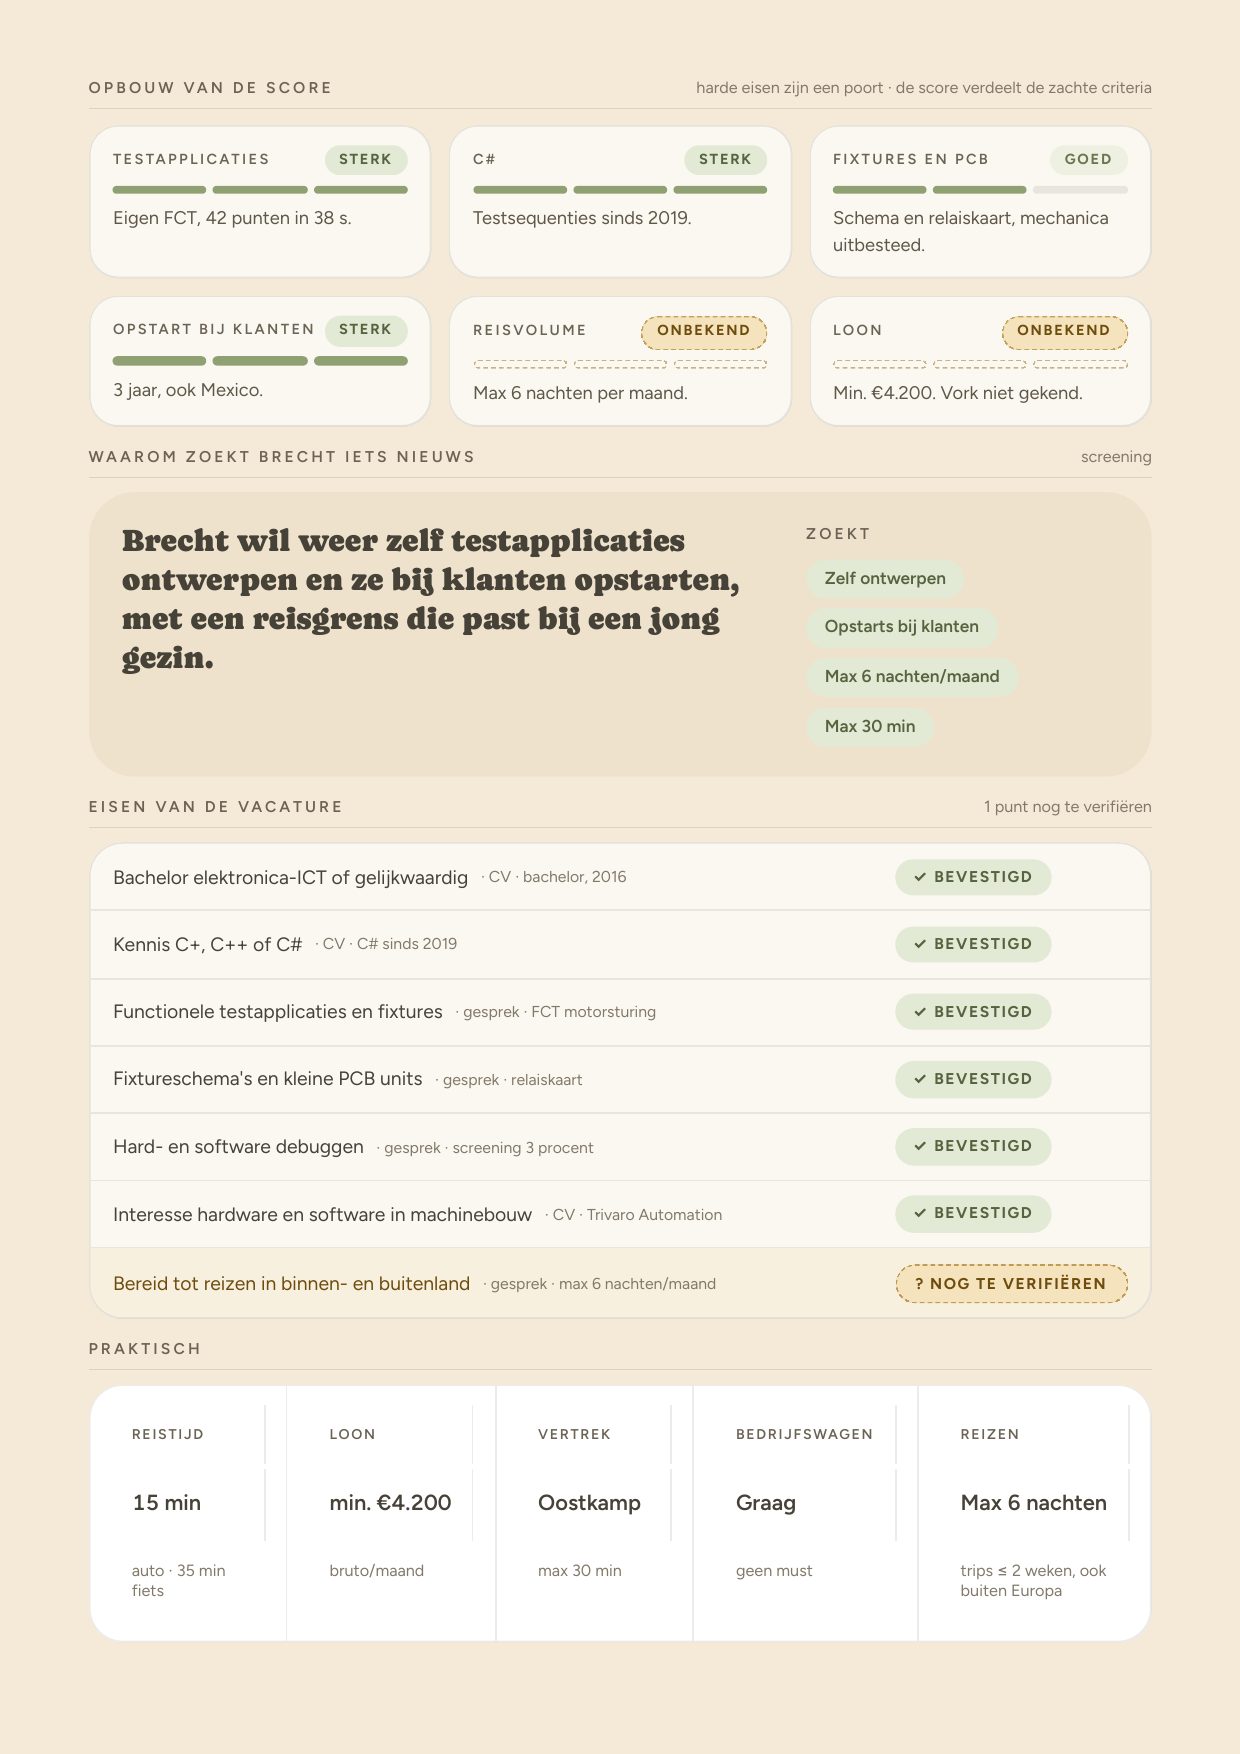 OPBOUW VAN DE SCORE
harde eisen zijn een poort · de score verdeelt de zachte criteria
TESTAPPLICATIES STERK
Eigen FCT, 42 punten in 38 s.
C# STERK
Testsequenties sinds 2019.
FIXTURES EN PCB GOED
Schema en relaiskaart, mechanica
uitbesteed.
OPSTART BIJ KLANTEN STERK
3 jaar, ook Mexico.
REISVOLUME ONBEKEND
Max 6 nachten per maand.
LOON ONBEKEND
Min. €4.200. Vork niet gekend.
WAAROM ZOEKT BRECHT IETS NIEUWS
screening
Brecht wil weer zelf testapplicaties
ontwerpen en ze bij klanten opstarten,
met een reisgrens die past bij een jong
gezin.
ZOEKT
Zelf ontwerpen
Opstarts bij klanten
Max 6 nachten/maand
Max 30 min
EISEN VAN DE VACATURE
1 punt nog te verifiëren
Bachelor elektronica-ICT of gelijkwaardig · CV · bachelor, 2016 ✓ BEVESTIGD
Kennis C+, C++ of C# · CV · C# sinds 2019 ✓ BEVESTIGD
Functionele testapplicaties en fixtures · gesprek · FCT motorsturing ✓ BEVESTIGD
Fixtureschema's en kleine PCB units · gesprek · relaiskaart ✓ BEVESTIGD
Hard- en software debuggen · gesprek · screening 3 procent ✓ BEVESTIGD
Interesse hardware en software in machinebouw · CV · Trivaro Automation ✓ BEVESTIGD
Bereid tot reizen in binnen- en buitenland · gesprek · max 6 nachten/maand ? NOG TE VERIFIËREN
PRAKTISCH
REISTIJD
15 min
auto · 35 min
fiets
LOON
min. €4.200
bruto/maand
VERTREK
Oostkamp
max 30 min
BEDRIJFSWAGEN
Graag
geen must
REIZEN
Max 6 nachten
trips ≤ 2 weken, ook
buiten Europa